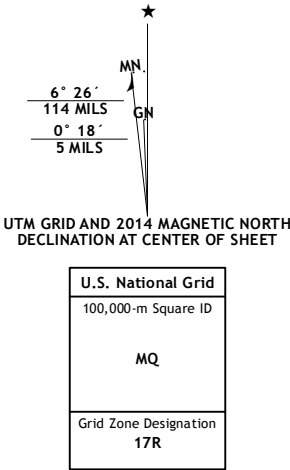 ★
MN.
6° 26´
114 MILS
GN
0° 18´
5 MILS
UTM GRID AND 2014 MAGNETIC NORTH
DECLINATION AT CENTER OF SHEET
U.S. National Grid
100,000-m Square ID
MQ
Grid Zone Designation
17R